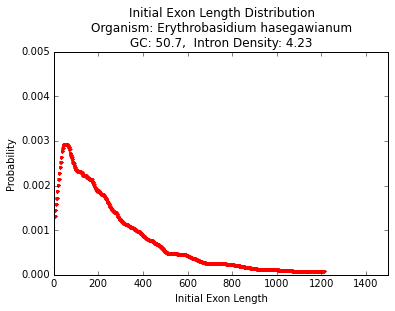 Initial Exon Length Distribution
Organism: Erythrobasidium hasegawianum
GC: 50.7,  Intron Density: 4.23
0.005
0.004
0.003
0.002
0.001
0.000
Probability
0 200 400 600 800 1000 1200 1400
Initial Exon Length